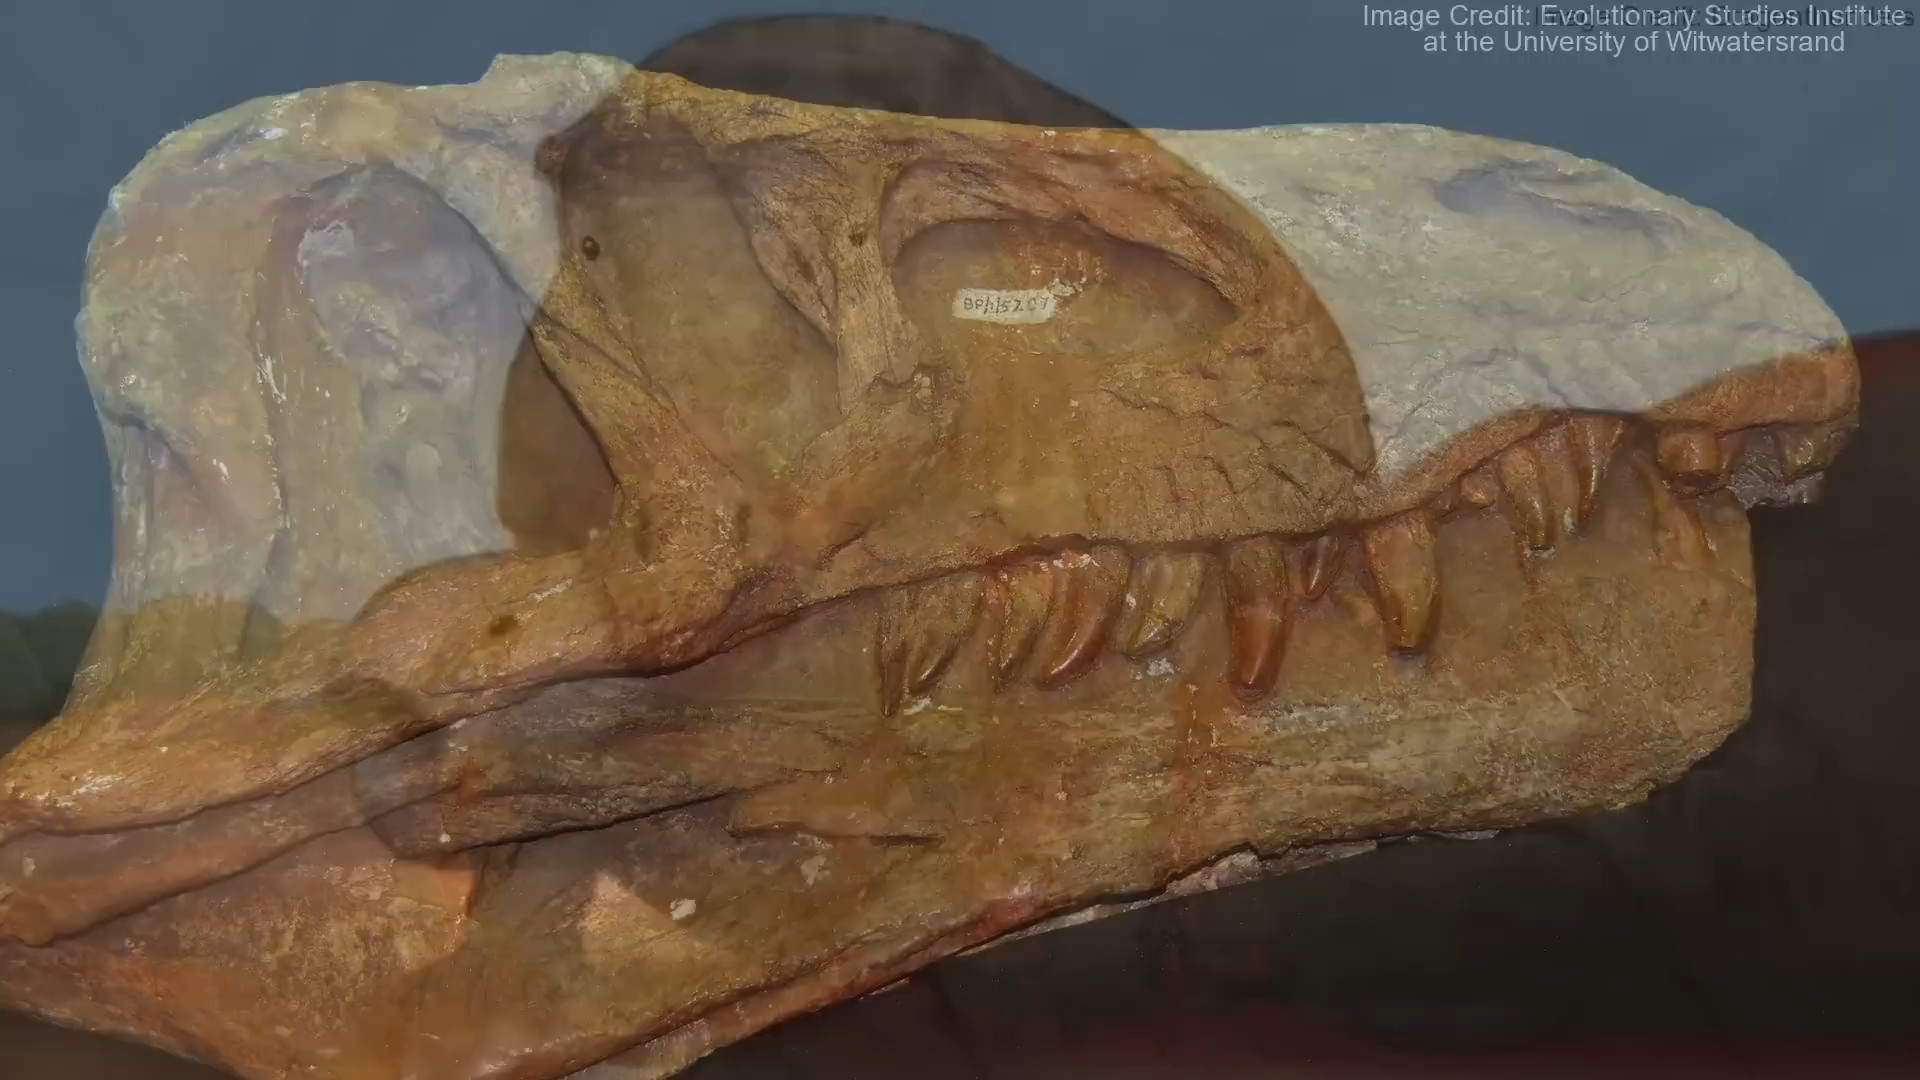 Image Credit: Evolutionary Studies Institute
at the University of Witwatersrand
BP/1/5207